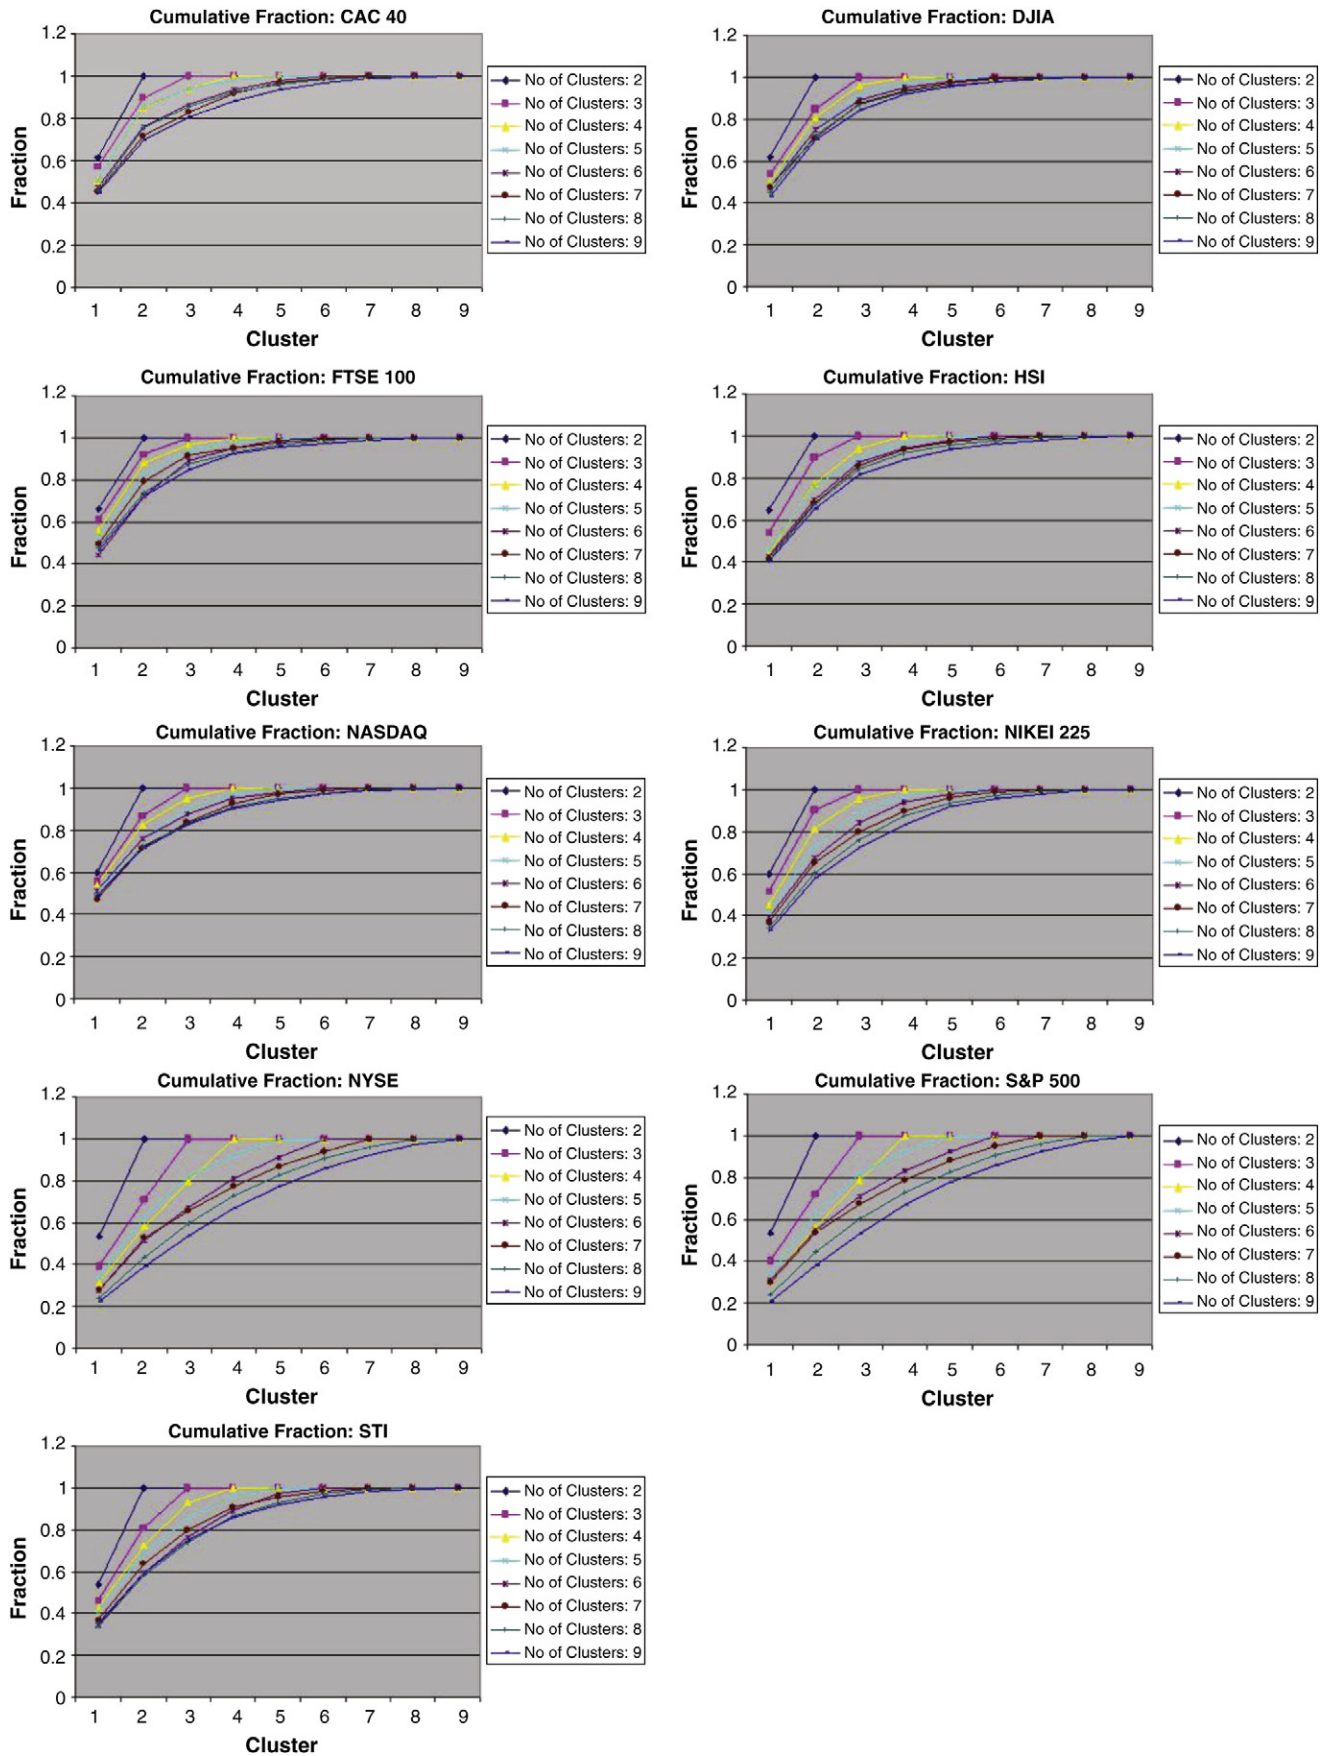 Cumulative Fraction: CAC 40
1.2
1
0.8
0.6
0.4
0.2
0
Fraction
1 2 3 4 5 6 7 8 9
Cluster
No of Clusters: 2
No of Clusters: 3
No of Clusters: 4
No of Clusters: 5
No of Clusters: 6
No of Clusters: 7
No of Clusters: 8
No of Clusters: 9
Cumulative Fraction: DJIA
1.2
1
0.8
0.6
0.4
0.2
0
Fraction
1 2 3 4 5 6 7 8 9
Cluster
No of Clusters: 2
No of Clusters: 3
No of Clusters: 4
No of Clusters: 5
No of Clusters: 6
No of Clusters: 7
No of Clusters: 8
No of Clusters: 9
Cumulative Fraction: FTSE 100
1.2
1
0.8
0.6
0.4
0.2
0
Fraction
1 2 3 4 5 6 7 8 9
Cluster
No of Clusters: 2
No of Clusters: 3
No of Clusters: 4
No of Clusters: 5
No of Clusters: 6
No of Clusters: 7
No of Clusters: 8
No of Clusters: 9
Cumulative Fraction: HSI
1.2
1
0.8
0.6
0.4
0.2
0
Fraction
1 2 3 4 5 6 7 8 9
Cluster
No of Clusters: 2
No of Clusters: 3
No of Clusters: 4
No of Clusters: 5
No of Clusters: 6
No of Clusters: 7
No of Clusters: 8
No of Clusters: 9
Cumulative Fraction: NASDAQ
1.2
1
0.8
0.6
0.4
0.2
0
Fraction
1 2 3 4 5 6 7 8 9
Cluster
No of Clusters: 2
No of Clusters: 3
No of Clusters: 4
No of Clusters: 5
No of Clusters: 6
No of Clusters: 7
No of Clusters: 8
No of Clusters: 9
Cumulative Fraction: NIKEI 225
1.2
1
0.8
0.6
0.4
0.2
0
Fraction
1 2 3 4 5 6 7 8 9
Cluster
No of Clusters: 2
No of Clusters: 3
No of Clusters: 4
No of Clusters: 5
No of Clusters: 6
No of Clusters: 7
No of Clusters: 8
No of Clusters: 9
Cumulative Fraction: NYSE
1.2
1
0.8
0.6
0.4
0.2
0
Fraction
1 2 3 4 5 6 7 8 9
Cluster
No of Clusters: 2
No of Clusters: 3
No of Clusters: 4
No of Clusters: 5
No of Clusters: 6
No of Clusters: 7
No of Clusters: 8
No of Clusters: 9
Cumulative Fraction: S&P 500
1.2
1
0.8
0.6
0.4
0.2
0
Fraction
1 2 3 4 5 6 7 8 9
Cluster
No of Clusters: 2
No of Clusters: 3
No of Clusters: 4
No of Clusters: 5
No of Clusters: 6
No of Clusters: 7
No of Clusters: 8
No of Clusters: 9
Cumulative Fraction: STI
1.2
1
0.8
0.6
0.4
0.2
0
Fraction
1 2 3 4 5 6 7 8 9
Cluster
No of Clusters: 2
No of Clusters: 3
No of Clusters: 4
No of Clusters: 5
No of Clusters: 6
No of Clusters: 7
No of Clusters: 8
No of Clusters: 9